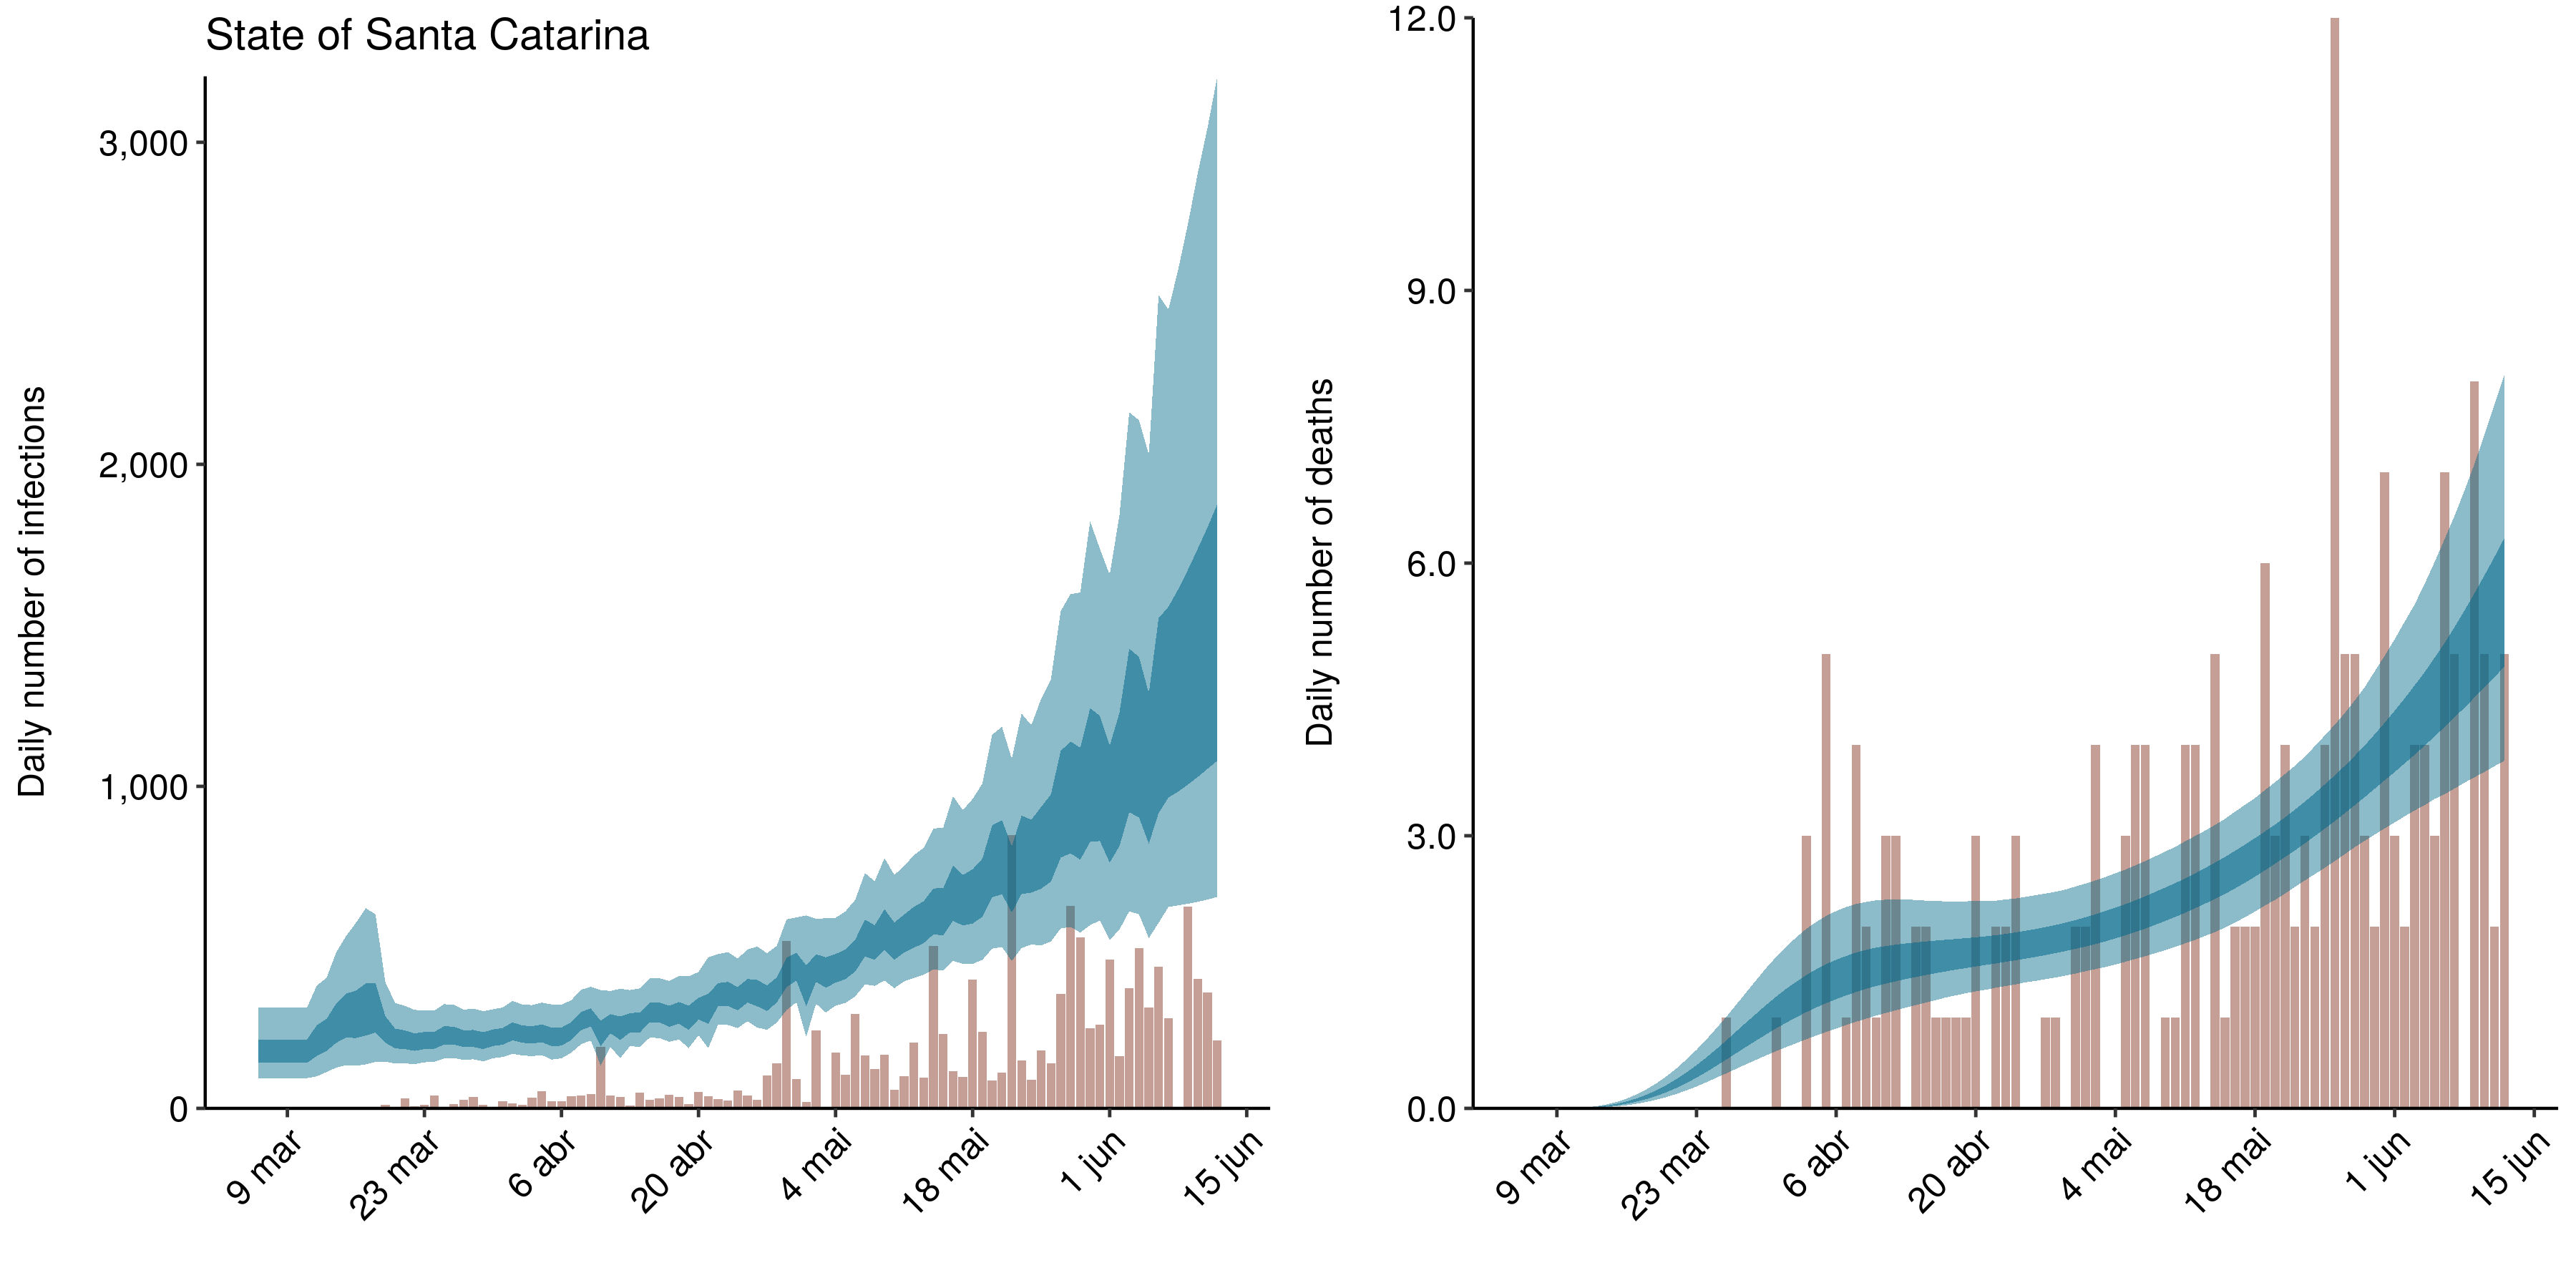 State of Santa Catarina
Daily number of infections
3,000
2,000
1,000
0
9 mar
23 mar
6 abr
20 abr
4 mai
18 mai
1 jun
15 jun
Daily number of deaths
12.0
9.0
6.0
3.0
0.0
9 mar
23 mar
6 abr
20 abr
4 mai
18 mai
1 jun
15 jun